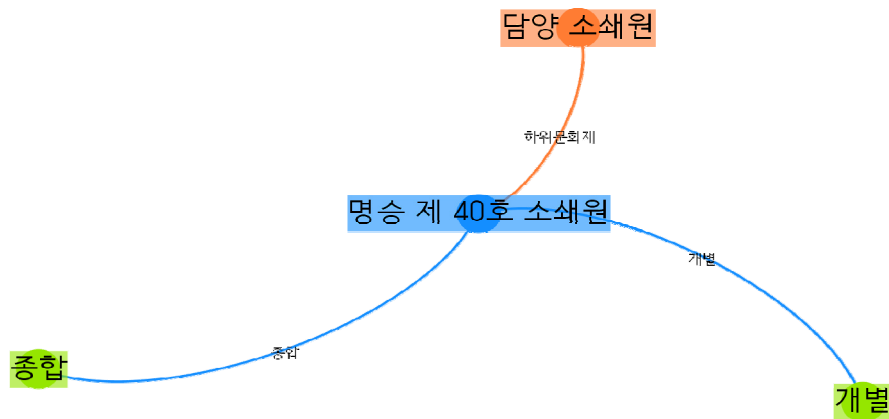 담양 소쇄원
하위문화재
명승 제 40호 소쇄원
개별
종합
종합
개별